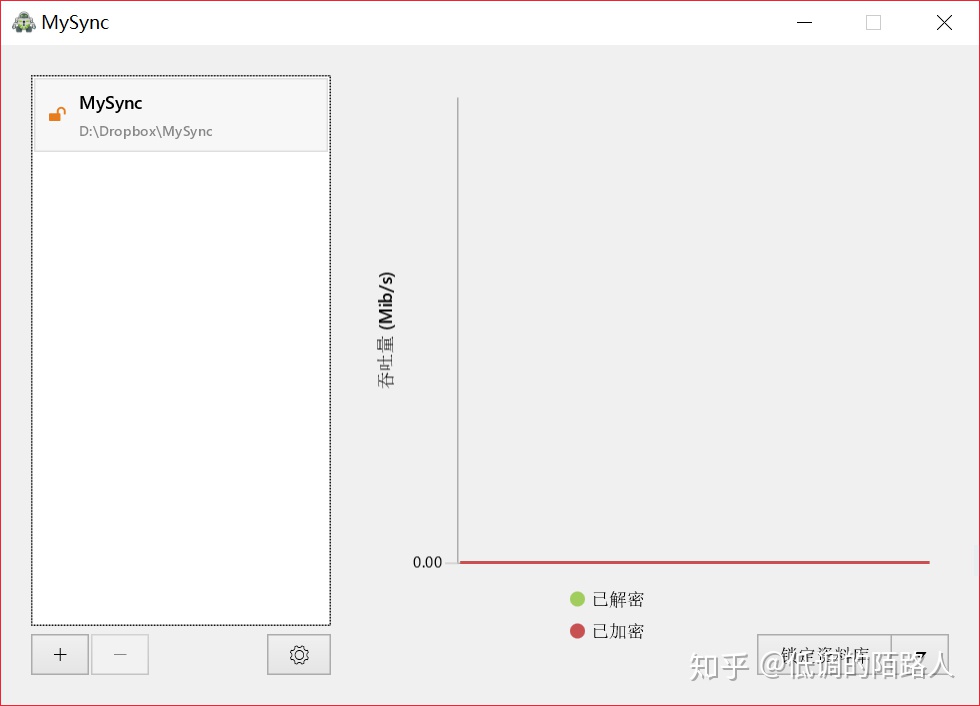 MySync
MySync
D:\Dropbox\MySync
吞吐量 (Mib/s)
0.00
已解密
已加密
锁定资料库
知乎 @低调的陌路人